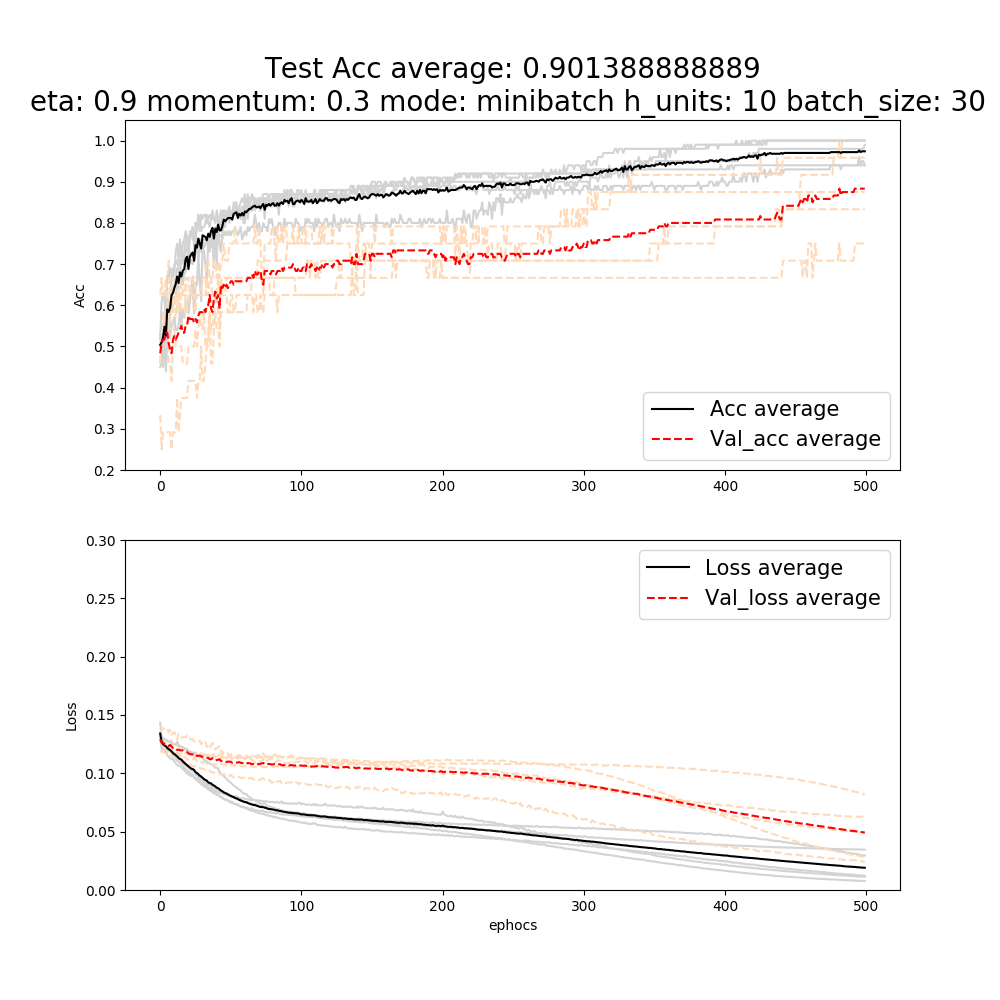 Test Acc average: 0.901388888889
eta: 0.9 momentum: 0.3 mode: minibatch h_units: 10 batch_size: 30
1.0
0.9
0.8
0.7
0.6
0.5
0.4
0.3
0.2
Acc
Acc average
Val_acc average
0 100 200 300 400 500
0.30
0.25
0.20
0.15
0.10
0.05
0.00
Loss
Loss average
Val_loss average
0 100 200 300 400 500
ephocs